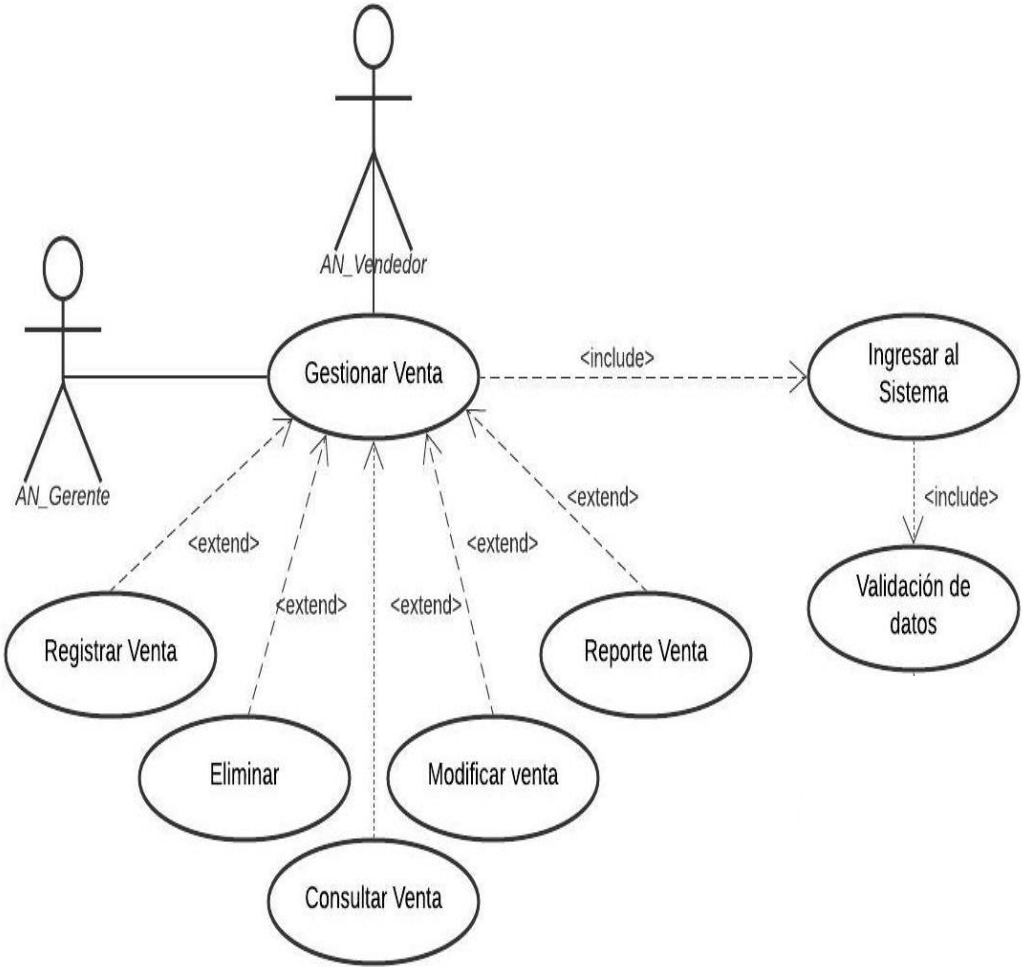 AN_Vendedor
Gestionar Venta
<include>
Ingresar al
Sistema
AN_Gerente
<extend>
<include>
<extend>
<extend>
<extend>
<extend>
Validación de
datos
Registrar Venta
Reporte Venta
Eliminar
Modificar venta
Consultar Venta